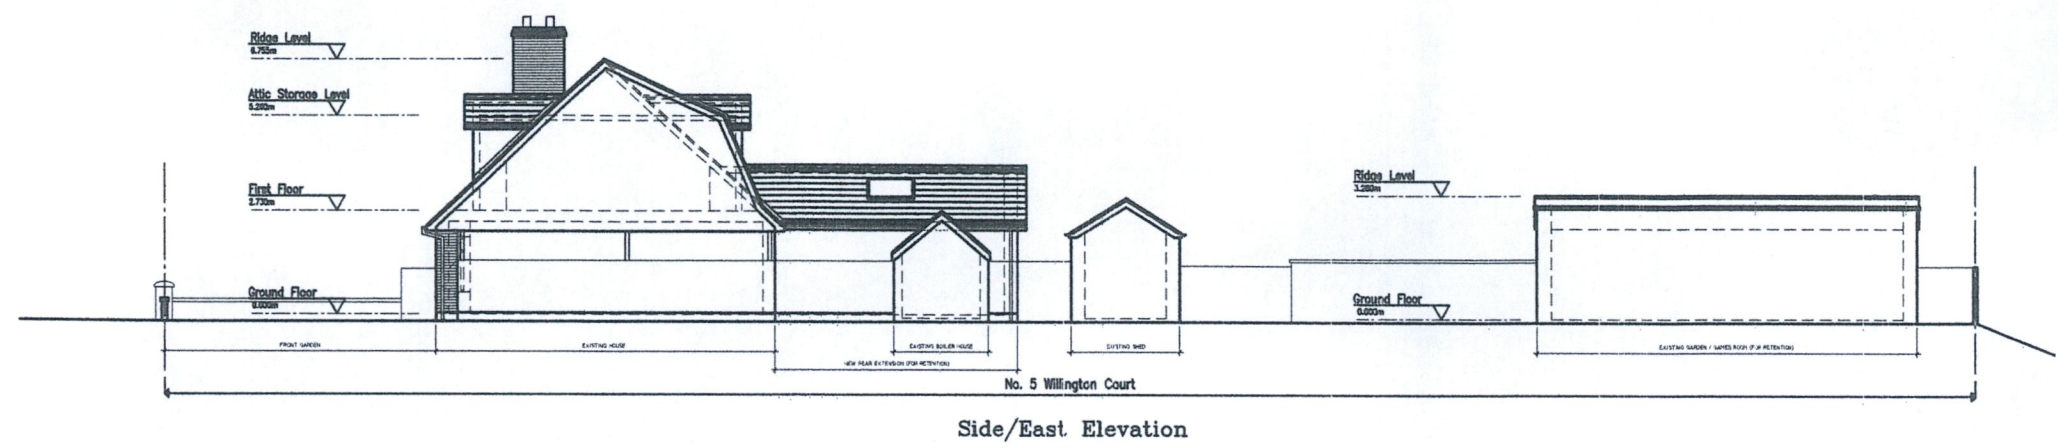 Ridge Level
6.755m
Attic Storage Level
5.280m
First Floor
2.730m
Ground Floor
0.000m
Ridge Level
3.280m
Ground Floor
0.000m
FRONT GARDEN
EXISTING HOUSE
EXISTING BOILER HOUSE
NEW REAR EXTENSION (FOR RETENTION)
EXISTING SHED
EXISTING GARDEN / GAMES ROOM (FOR RETENTION)
No. 5 Willington Court
Side/East Elevation